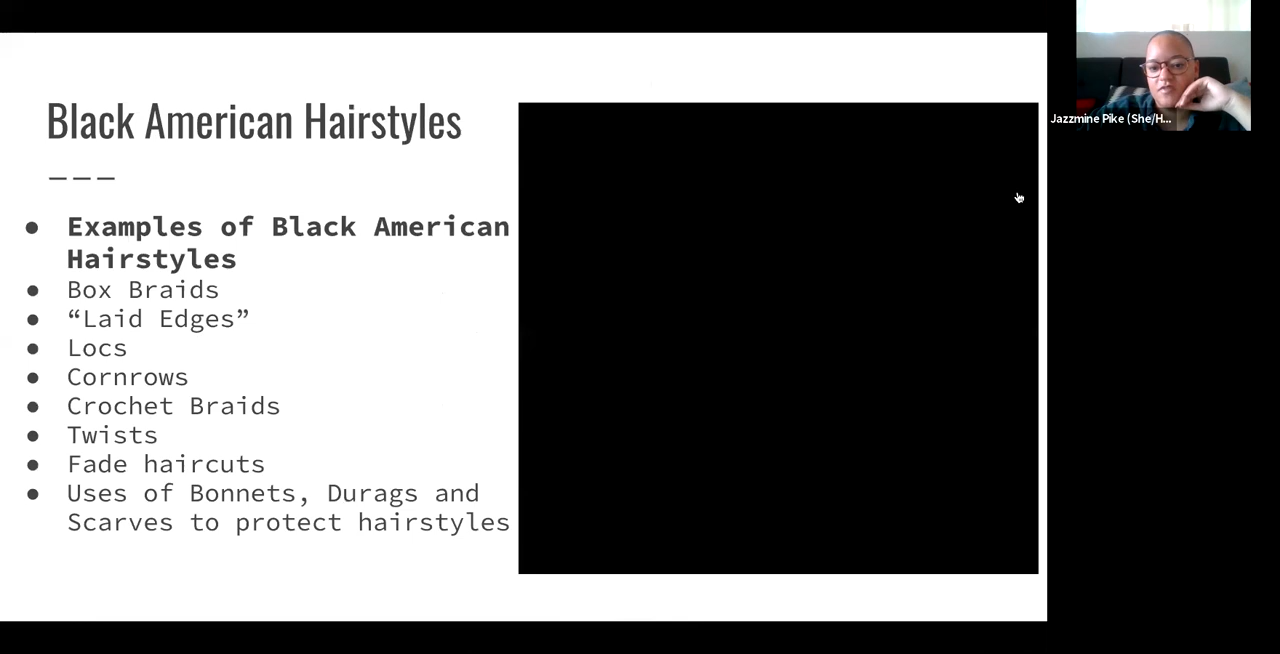 Black American Hairstyles
● Examples of Black American
Hairstyles
● Box Braids
● “Laid Edges”
● Locs
● Cornrows
● Crochet Braids
● Twists
● Fade haircuts
● Uses of Bonnets, Durags and
Scarves to protect hairstyles
Jazzmine Pike (She/H...